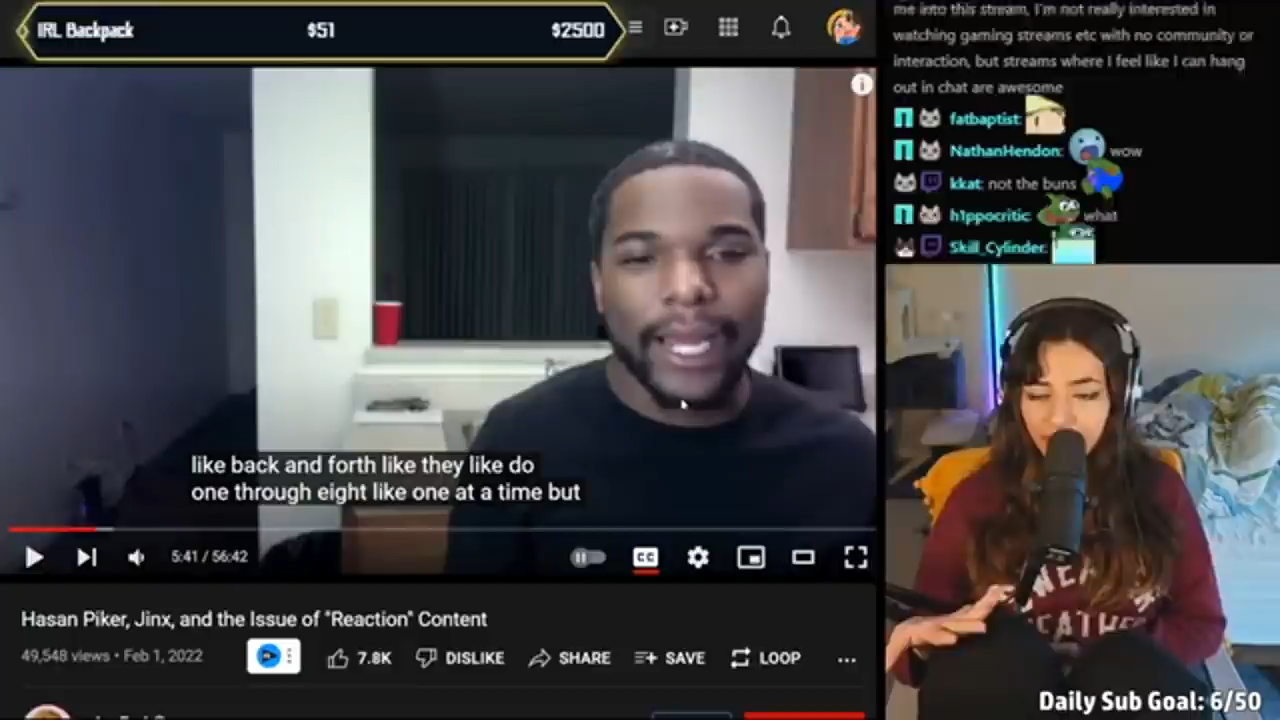 IRL Backpack $51 $2500
me into this stream, I'm not really interested in
watching gaming streams etc with no community or
interaction, but streams where I feel like I can hang
out in chat are awesome
fatbaptist:
NathanHendon: wow
kkat: not the buns
h1ppocritic: what
Skill_Cylinder:
like back and forth like they like do
one through eight like one at a time but
5:41 / 56:42
CC
Hasan Piker, Jinx, and the Issue of "Reaction" Content
49,548 views • Feb 1, 2022
7.8K DISLIKE SHARE SAVE LOOP
Daily Sub Goal: 6/50